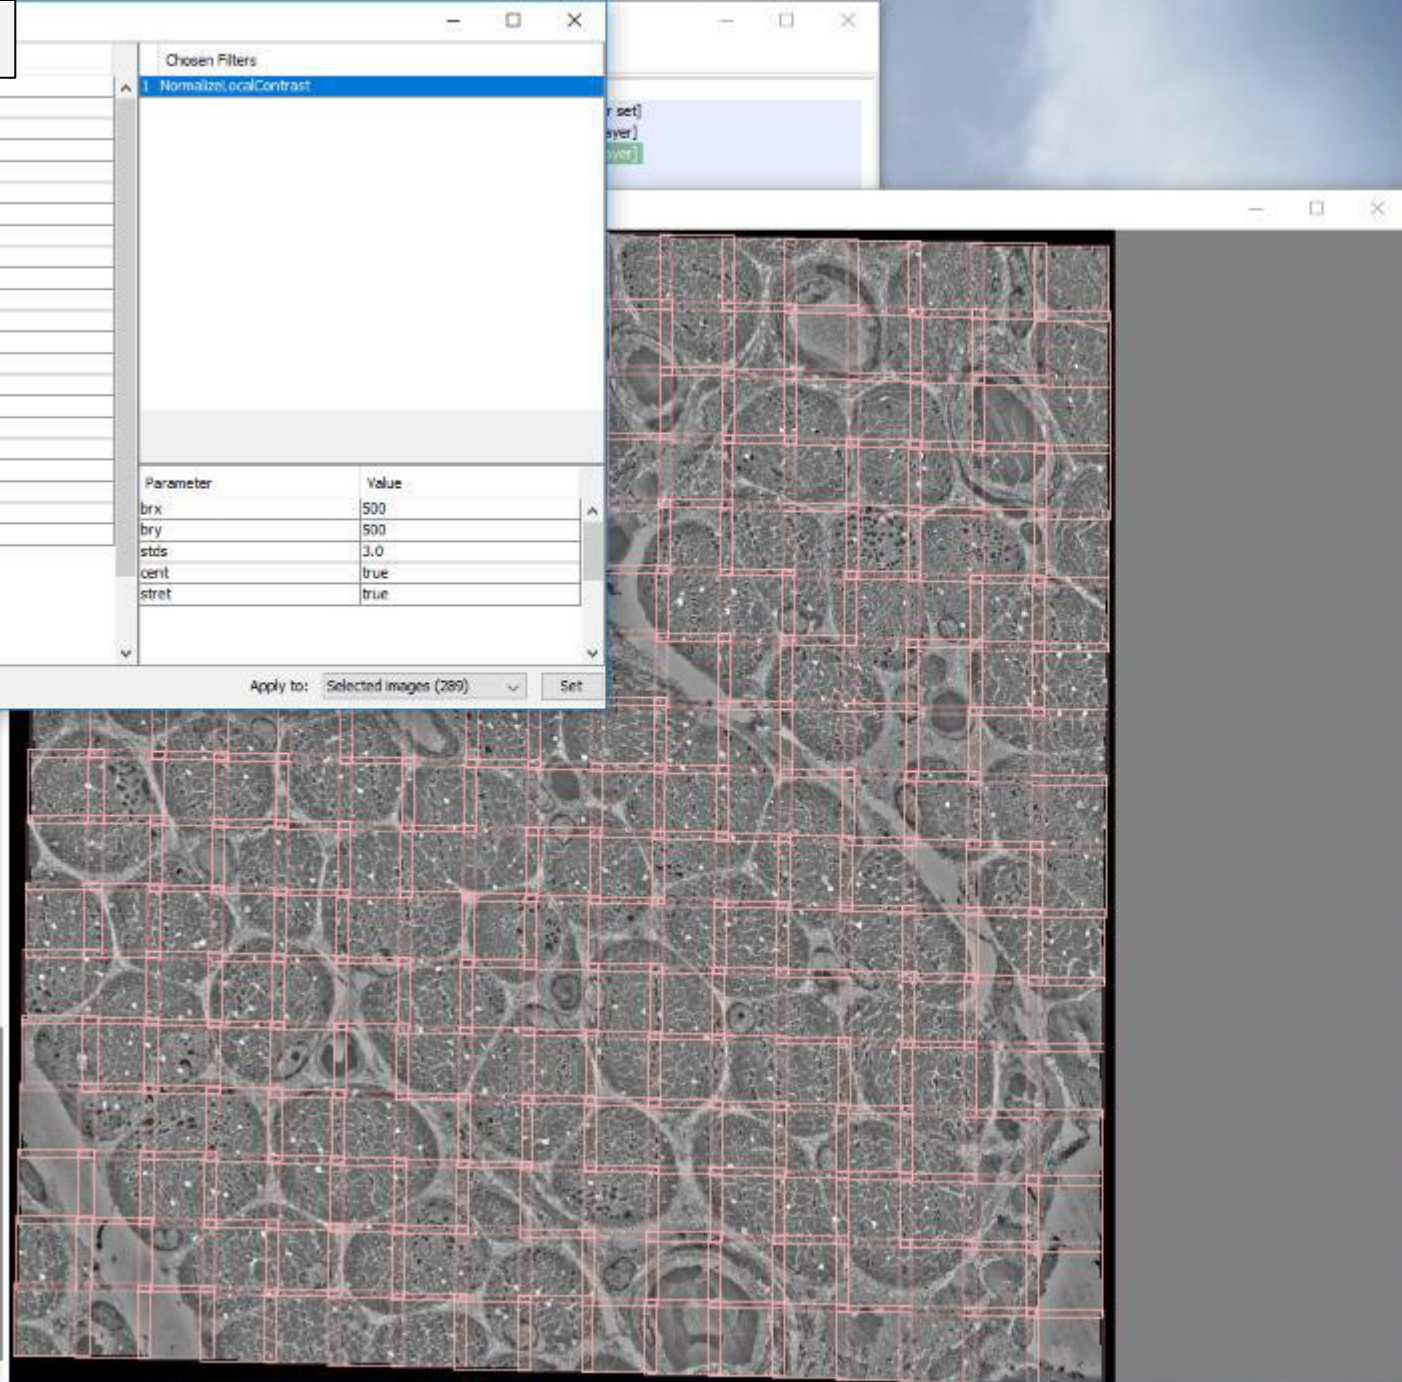 Chosen Filters
1 NormalizeLocalContrast
r set]
ayer]
ayer]
Parameter Value
brx 500
bry 500
stds 3.0
cent true
stret true
Apply to: Selected images (289) Set